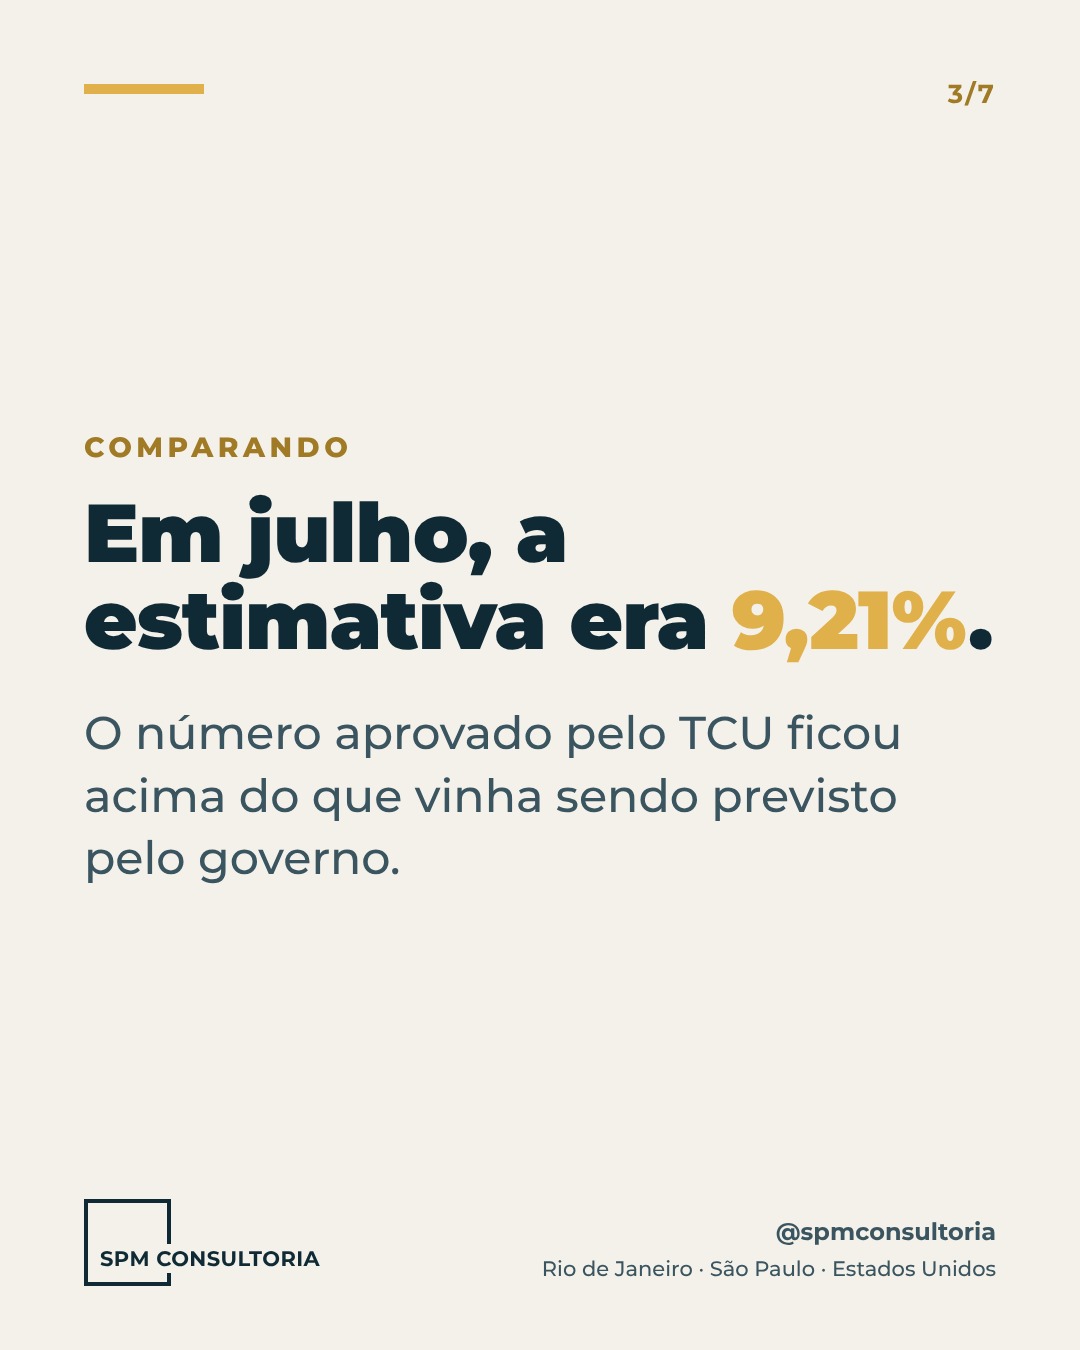 3/7
COMPARANDO
Em julho, a
estimativa era 9,21%.
O número aprovado pelo TCU ficou
acima do que vinha sendo previsto
pelo governo.
SPM CONSULTORIA
@spmconsultoria
Rio de Janeiro · São Paulo · Estados Unidos